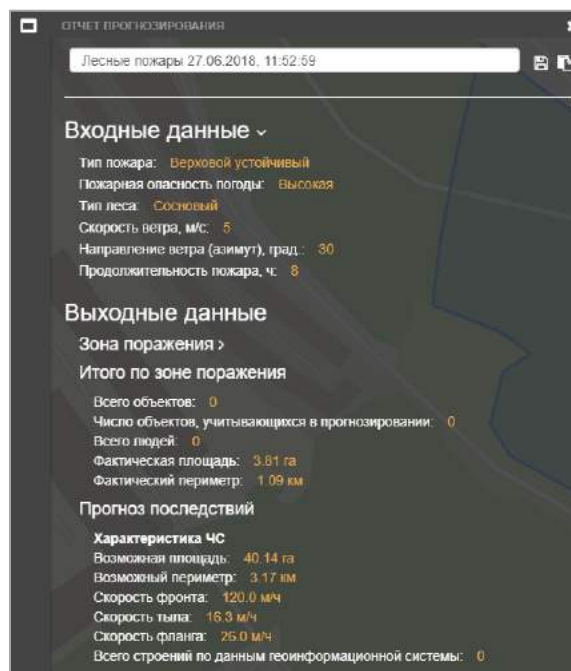 ОТЧЕТ ПРОГНОЗИРОВАНИЯ
Лесные пожары 27.06.2018, 11:52:59
Входные данные
Тип пожара: Верховой устойчивый
Пожарная опасность погоды: Высокая
Тип леса: Сосновый
Скорость ветра, м/с: 5
Направление ветра (азимут), град.: 30
Продолжительность пожара, ч: 8
Выходные данные
Зона поражения >
Итого по зоне поражения
Всего объектов: 0
Число объектов, учитывающихся в прогнозировании: 0
Всего людей: 0
Фактическая площадь: 3.81 га
Фактический периметр: 1.09 км
Прогноз последствий
Характеристика ЧС
Возможная площадь: 40.14 га
Возможный периметр: 3.17 км
Скорость фронта: 120.0 м/ч
Скорость тыла: 16.3 м/ч
Скорость фланга: 26.0 м/ч
Всего строений по данным геоинформационной системы: 0